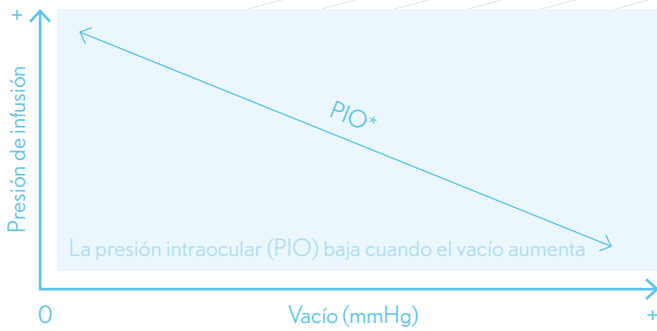 +
Presión de infusión
PIO*
La presión intraocular (PIO) baja cuando el vacío aumenta
0
Vacío (mmHg)
+